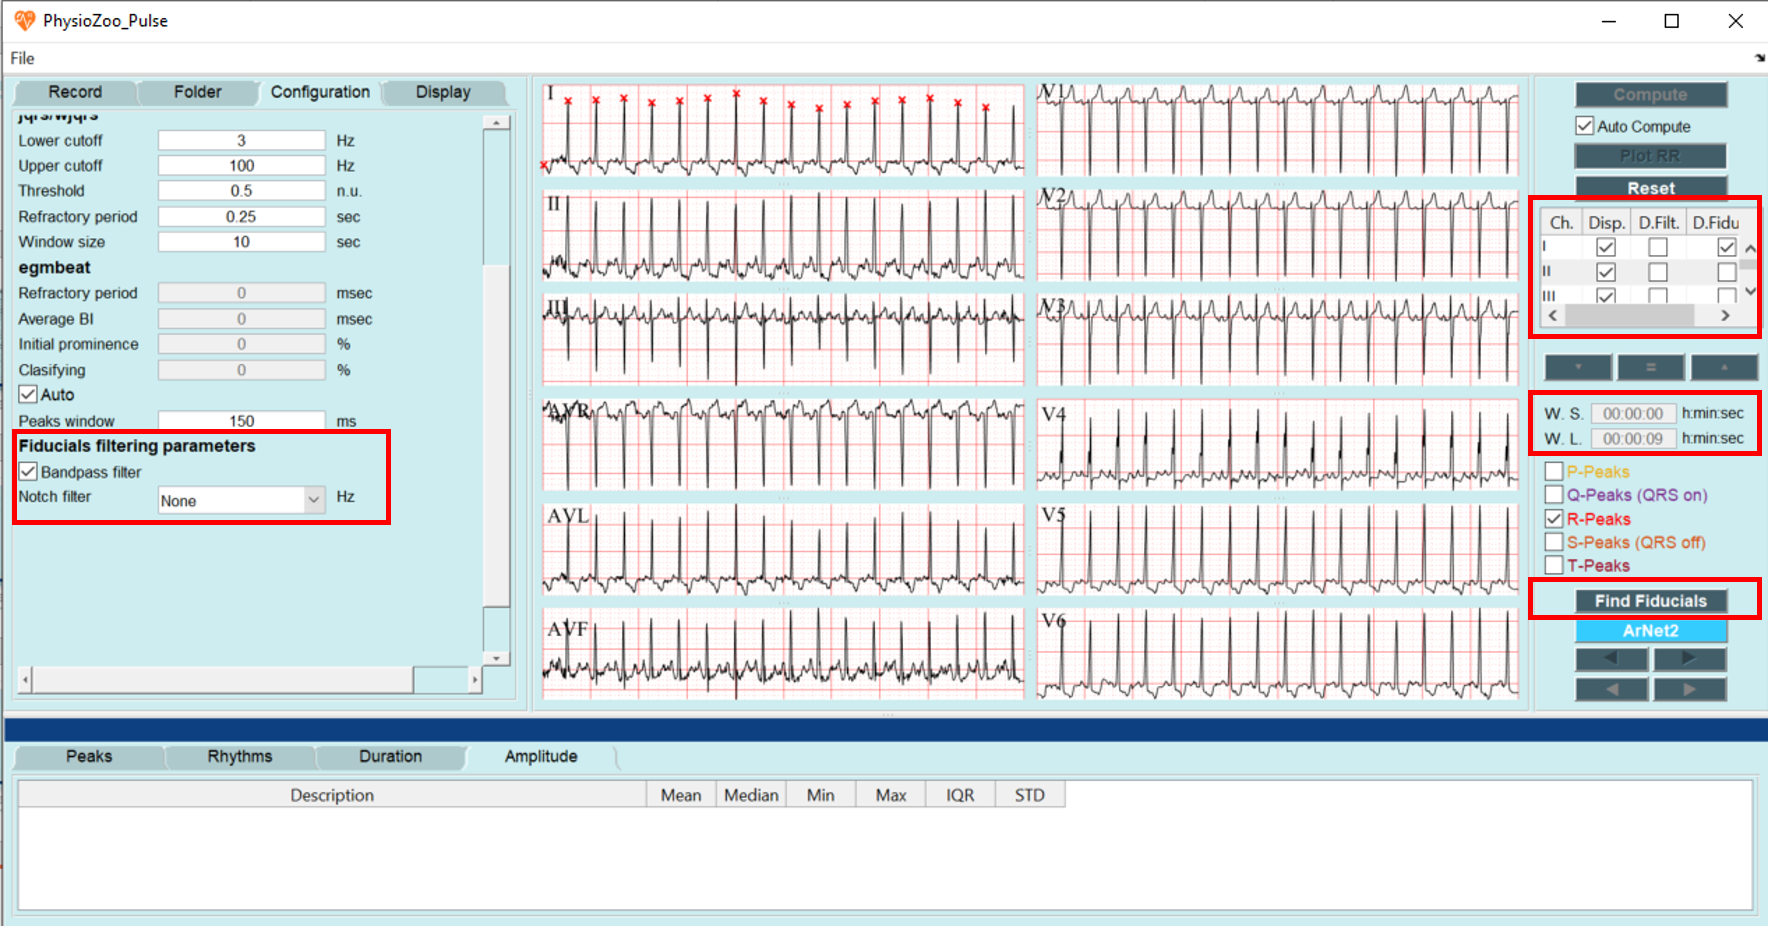 PhysioZoo_Pulse
File
Record Folder Configuration Display
jqrs/wjqrs
Lower cutoff 3 Hz
Upper cutoff 100 Hz
Threshold 0.5 n.u.
Refractory period 0.25 sec
Window size 10 sec
egmbeat
Refractory period 0 msec
Average BI 0 msec
Initial prominence 0 %
Clasifying 0 %
Auto
Peaks window 150 ms
Fiducials filtering parameters
Bandpass filter
Notch filter None Hz
I
II
III
AVR
AVL
AVF
V1
V2
V3
V4
V5
V6
Compute
Auto Compute
Plot RR
Reset
Ch. Disp. D.Filt. D.Fidu
I
II
III
=
W. S. 00:00:00 h:min:sec
W. L. 00:00:09 h:min:sec
P-Peaks
Q-Peaks (QRS on)
R-Peaks
S-Peaks (QRS off)
T-Peaks
Find Fiducials
ArNet2
Peaks Rhythms Duration Amplitude
Description Mean Median Min Max IQR STD